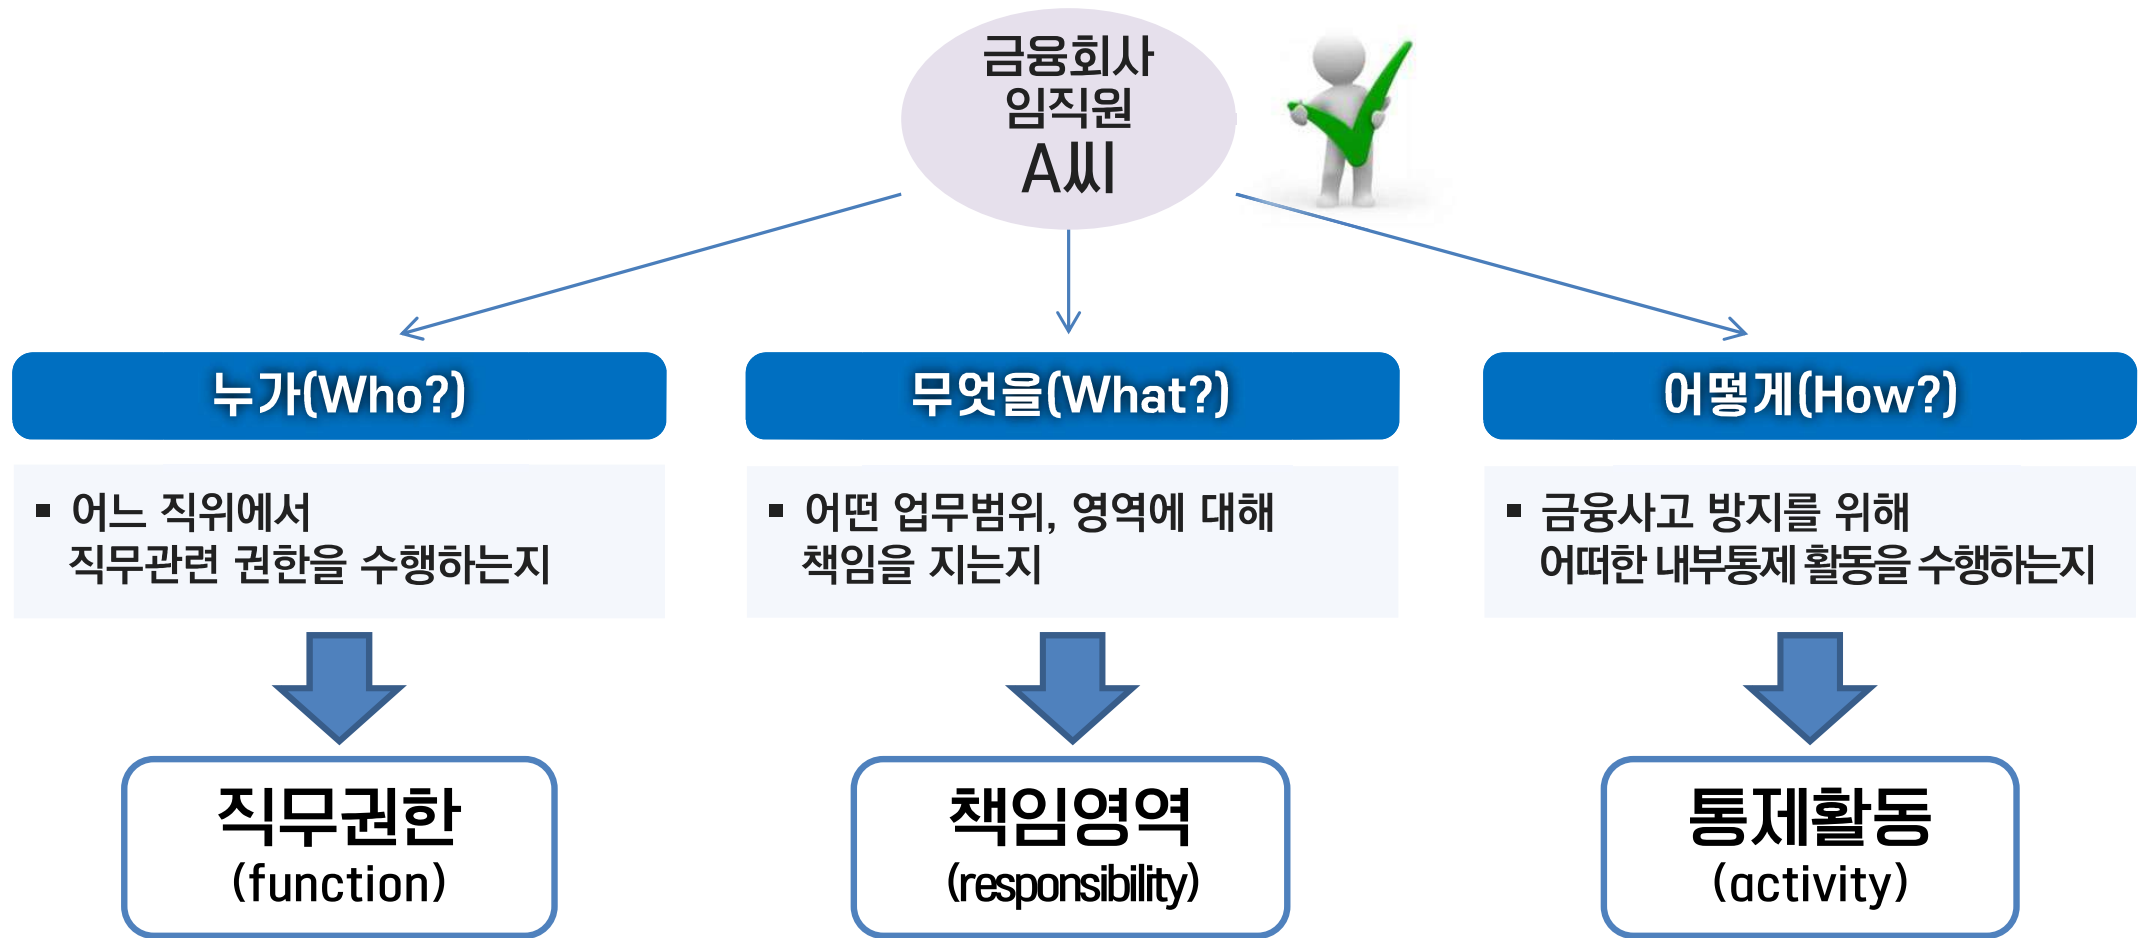 금융회사
임직원
A씨
누가(Who?)
▪ 어느 직위에서
직무관련 권한을 수행하는지
직무권한
(function)
무엇을(What?)
▪ 어떤 업무범위, 영역에 대해
책임을 지는지
책임영역
(responsibility)
어떻게(How?)
▪ 금융사고 방지를 위해
어떠한 내부통제 활동을 수행하는지
통제활동
(activity)